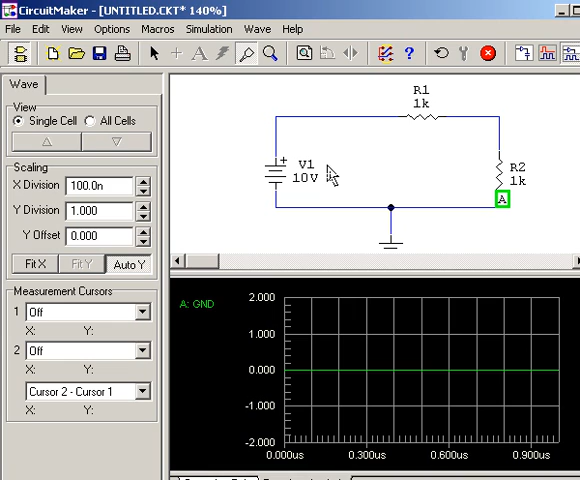 CircuitMaker - [UNTITLED.CKT* 140%]
File Edit View Options Macros Simulation Wave Help
A ?
Wave
View
Single Cell All Cells
Scaling
X Division 100.0n
Y Division 1.000
Y Offset 0.000
Fit X Fit Y Auto Y
Measurement Cursors
1 Off
X: Y:
2 Off
X: Y:
Cursor 2 - Cursor 1
X: Y:
R1
1k
+
V1
10V
R2
1k
A
A: GND
2.000
1.000
0.000
-1.000
-2.000
0.000us 0.300us 0.600us 0.900us